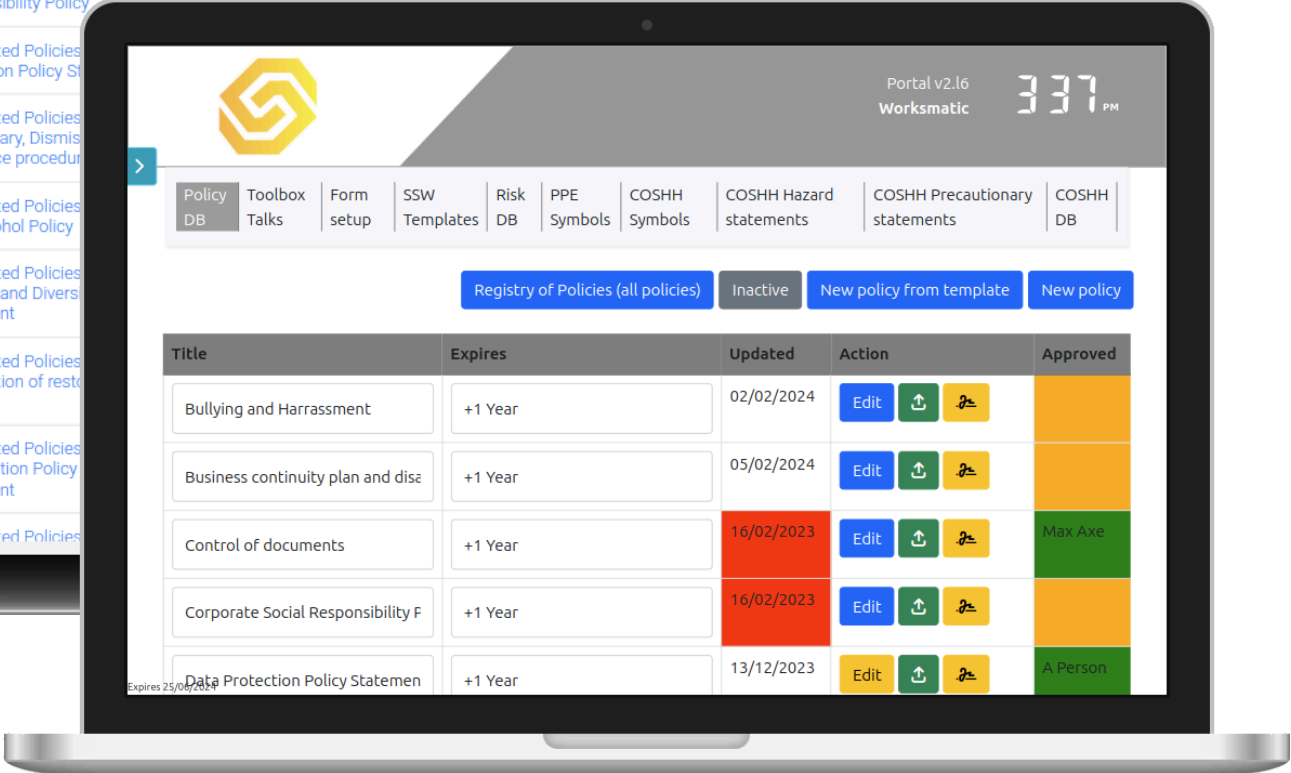 ibility Policy
ed Policies
on Policy St
ed Policies
ary, Dismis
e procedur
ed Policies
hol Policy
ed Policies
and Diversi
nt
ed Policies
ion of resto
ed Policies
tion Policy
nt
ed Policies
Portal v2.l6
Worksmatic
3 37 PM
Policy DB
Toolbox Talks
Form setup
SSW Templates
Risk DB
PPE Symbols
COSHH Symbols
COSHH Hazard statements
COSHH Precautionary statements
COSHH DB
Registry of Policies (all policies) Inactive New policy from template New policy
Title Expires Updated Action Approved
Bullying and Harrassment +1 Year 02/02/2024 Edit
Business continuity plan and disa +1 Year 05/02/2024 Edit
Control of documents +1 Year 16/02/2023 Edit Max Axe
Corporate Social Responsibility P +1 Year 16/02/2023 Edit
Data Protection Policy Statemen +1 Year 13/12/2023 Edit A Person
Expires 25/06/2024